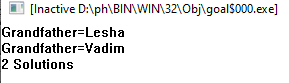 [Inactive D:\ph\BIN\WIN\32\Obj\goal$000.exe]
Grandfather=Lesha
Grandfather=Vadim
2 Solutions